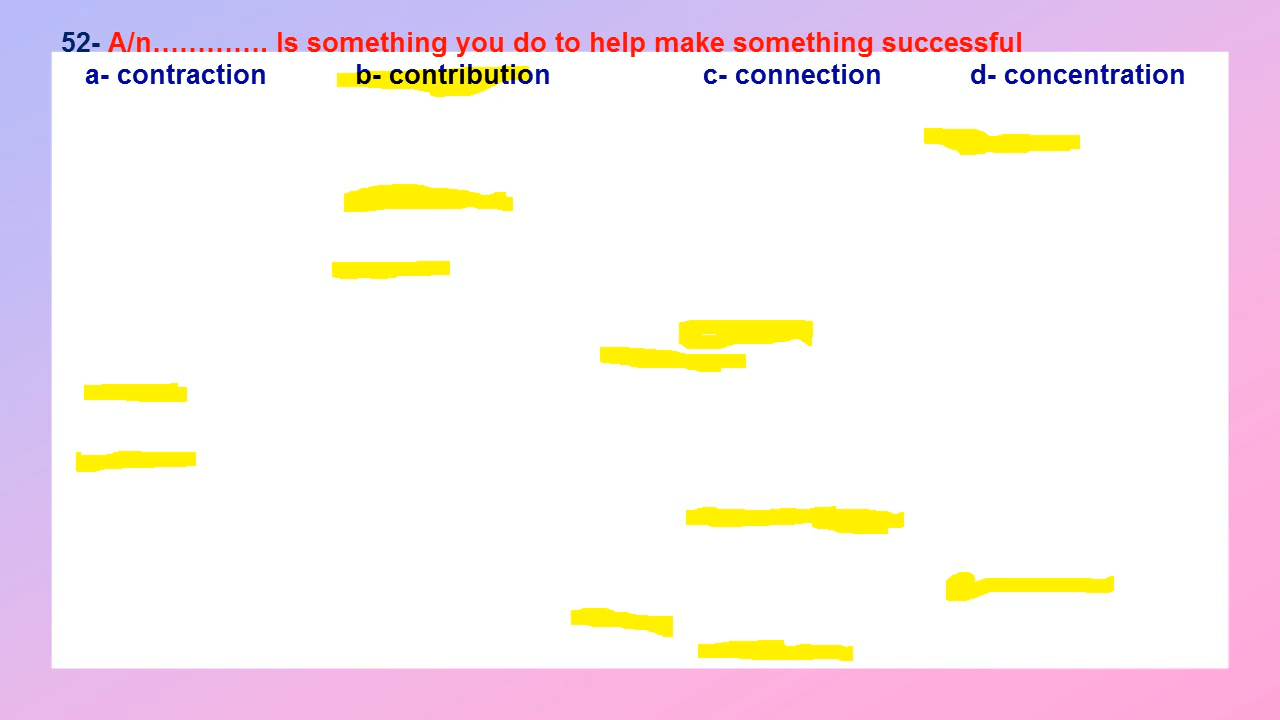 52- A/n…………. Is something you do to help make something successful
a- contraction b- contribution c- connection d- concentration